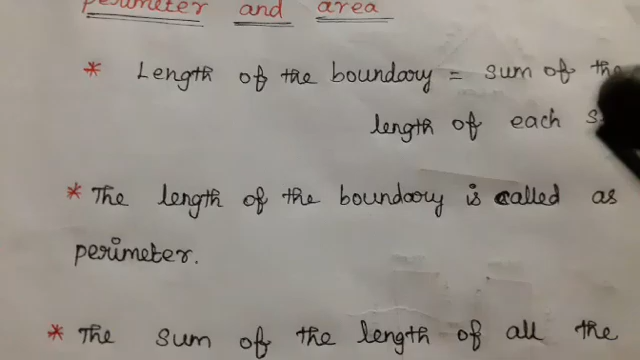 perimeter and area
* Length of the boundary = sum of the
length of each
* The length of the boundary is called as
perimeter.
* The sum of the length of all the